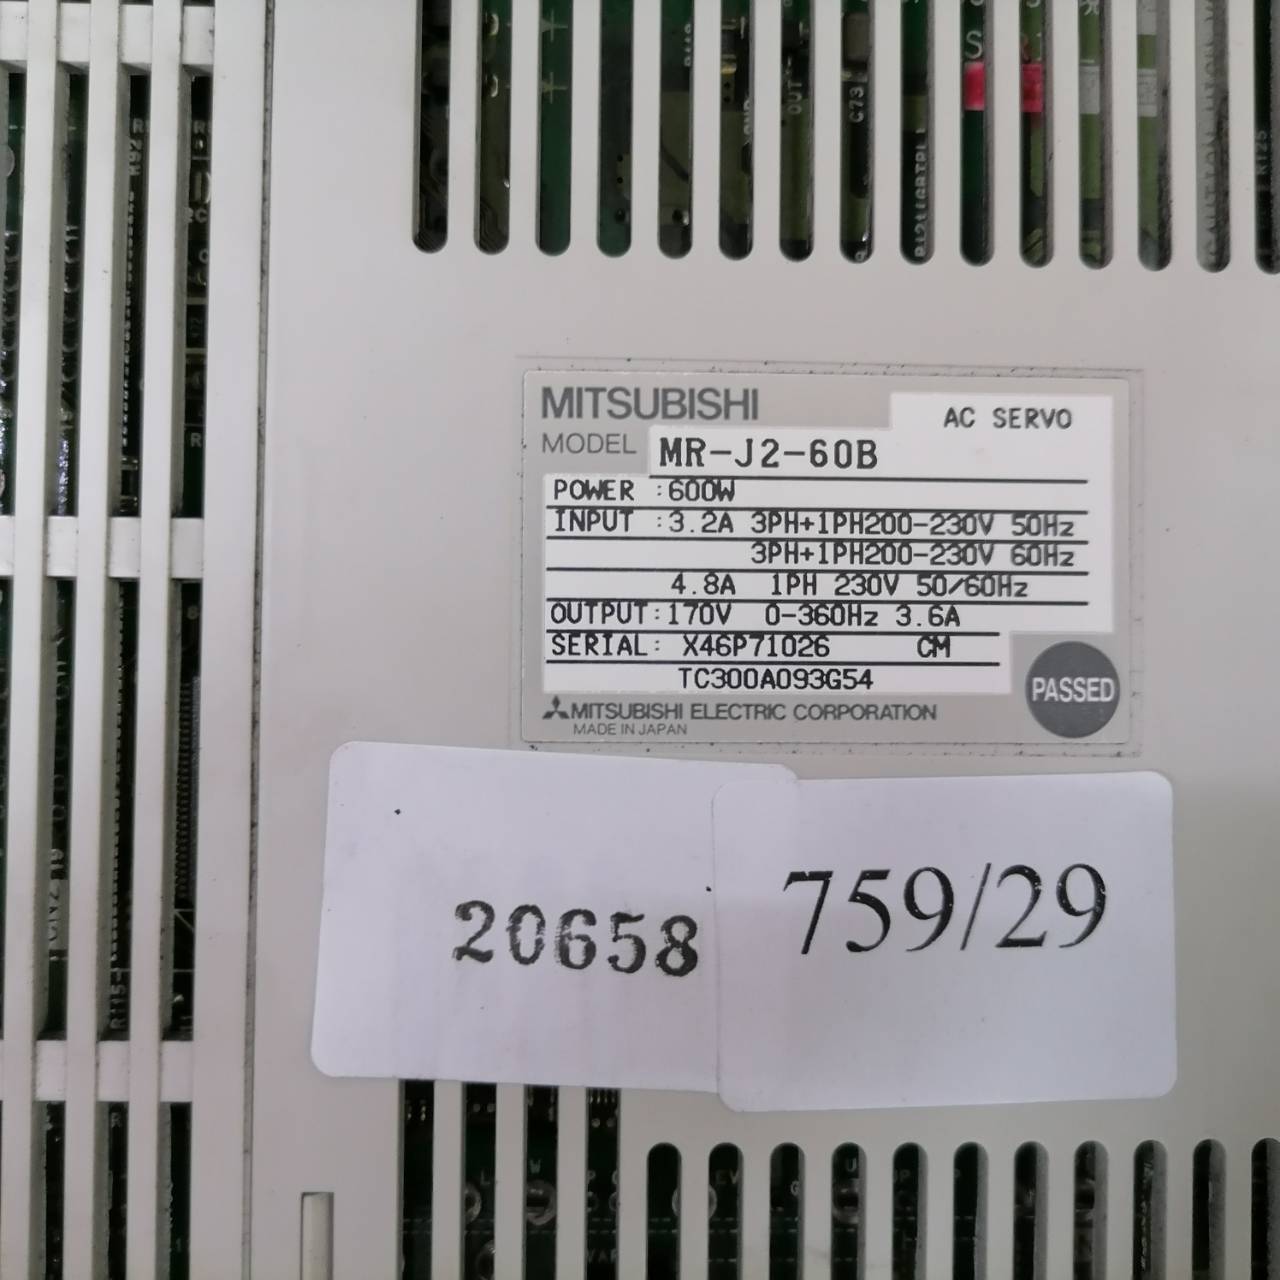 OUT
C73
MITSUBISHI
AC SERVO
MODEL MR-J2-60B
POWER :600W
INPUT :3.2A 3PH+1PH200-230V 50Hz
3PH+1PH200-230V 60Hz
4.8A 1PH 230V 50/60Hz
OUTPUT:170V 0-360Hz 3.6A
SERIAL: X46P71026 CM
TC300A093G54
PASSED
MITSUBISHI ELECTRIC CORPORATION
MADE IN JAPAN
20658
759/29